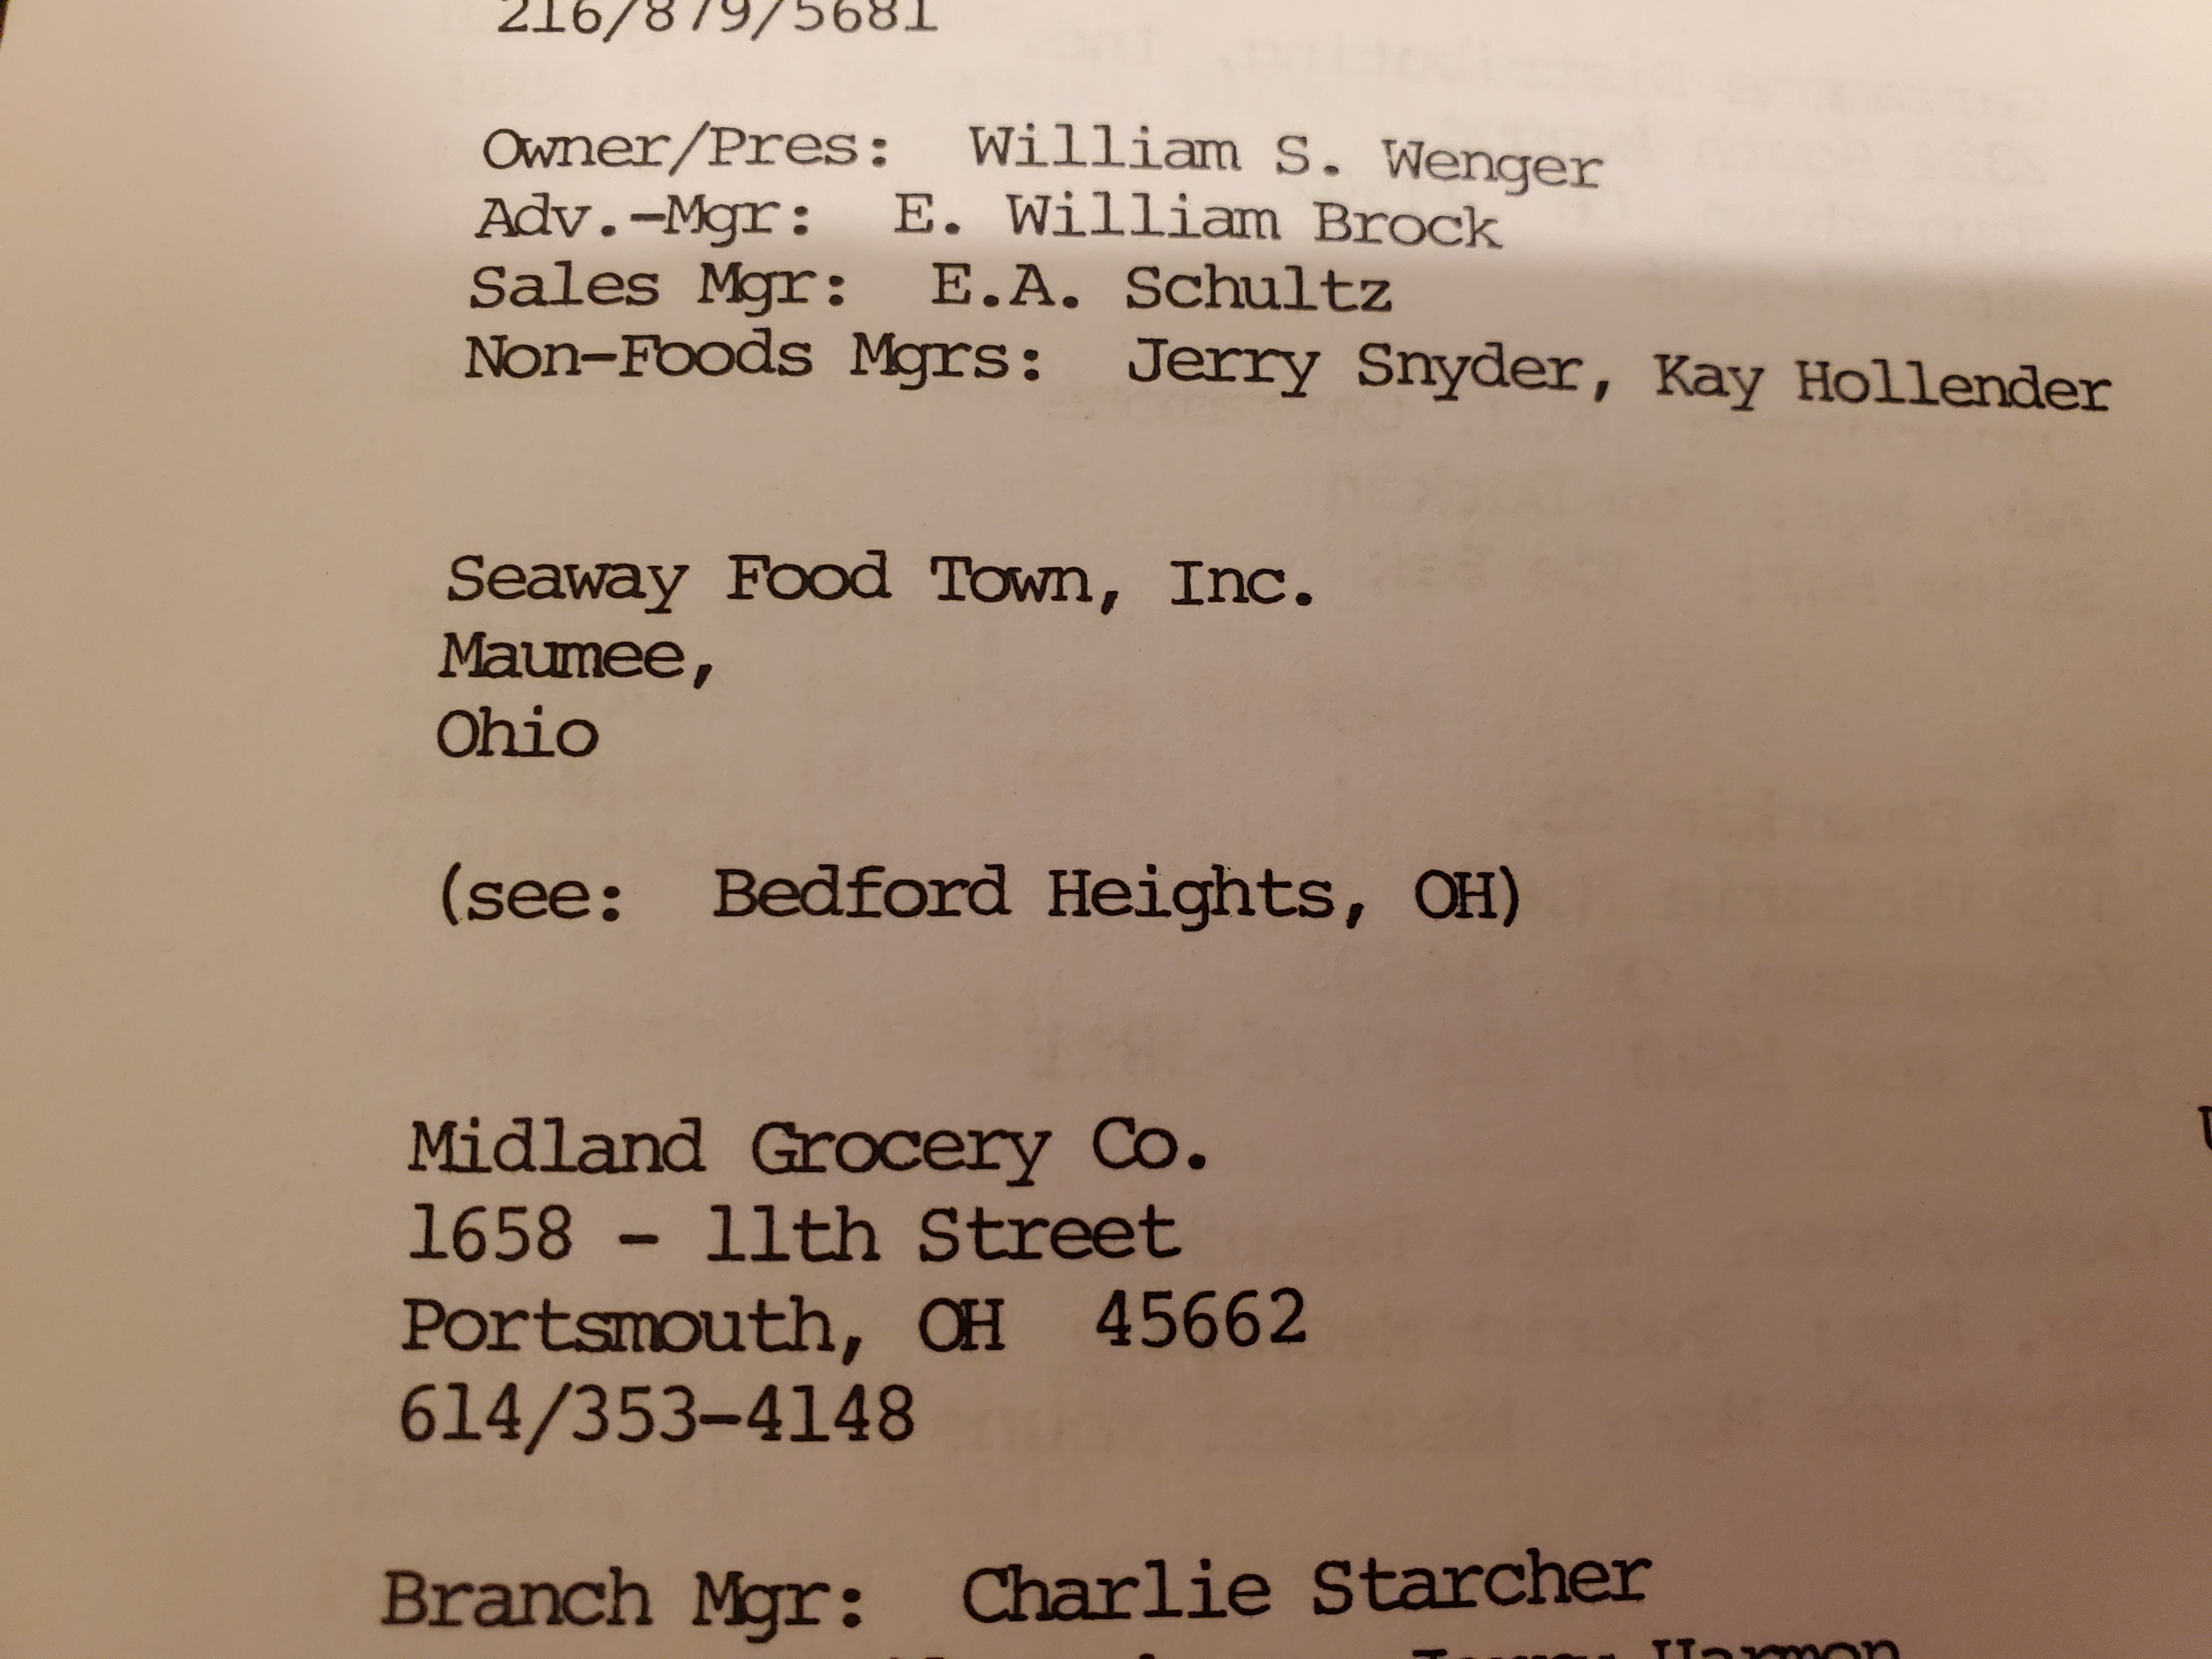 216/879/5681
Owner/Pres: William S. Wenger
Adv.-Mgr: E. William Brock
Sales Mgr: E.A. Schultz
Non-Foods Mgrs: Jerry Snyder, Kay Hollender
Seaway Food Town, Inc.
Maumee,
Ohio
(see: Bedford Heights, OH)
Midland Grocery Co.
1658 - 11th Street
Portsmouth, OH 45662
614/353-4148
Branch Mgr: Charlie Starcher
Harmon